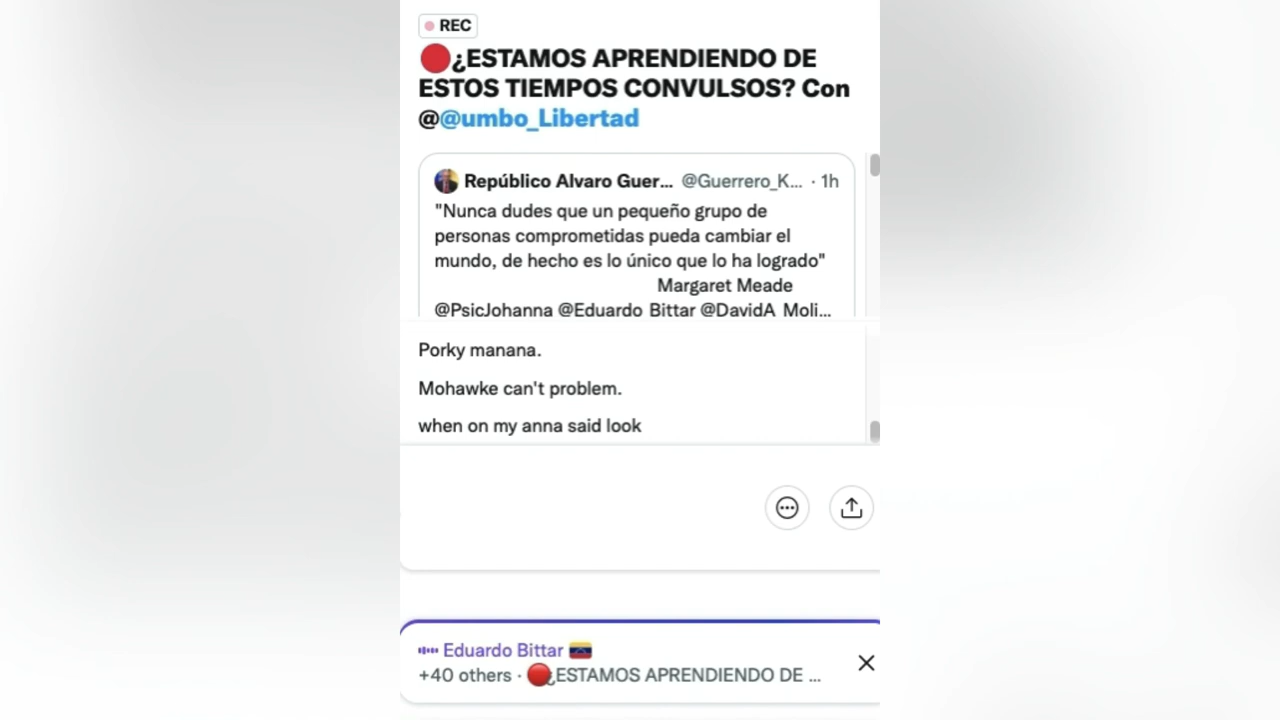 REC
¿ESTAMOS APRENDIENDO DE
ESTOS TIEMPOS CONVULSOS? Con
@@umbo_Libertad
Repúblico Alvaro Guer... @Guerrero_K... · 1h
"Nunca dudes que un pequeño grupo de
personas comprometidas pueda cambiar el
mundo, de hecho es lo único que lo ha logrado"
Margaret Meade
@PsicJohanna @Eduardo_Bittar @DavidA_Moli...
Porky manana.
Mohawke can't problem.
when on my anna said look
Eduardo Bittar
+40 others · ¿ESTAMOS APRENDIENDO DE ...